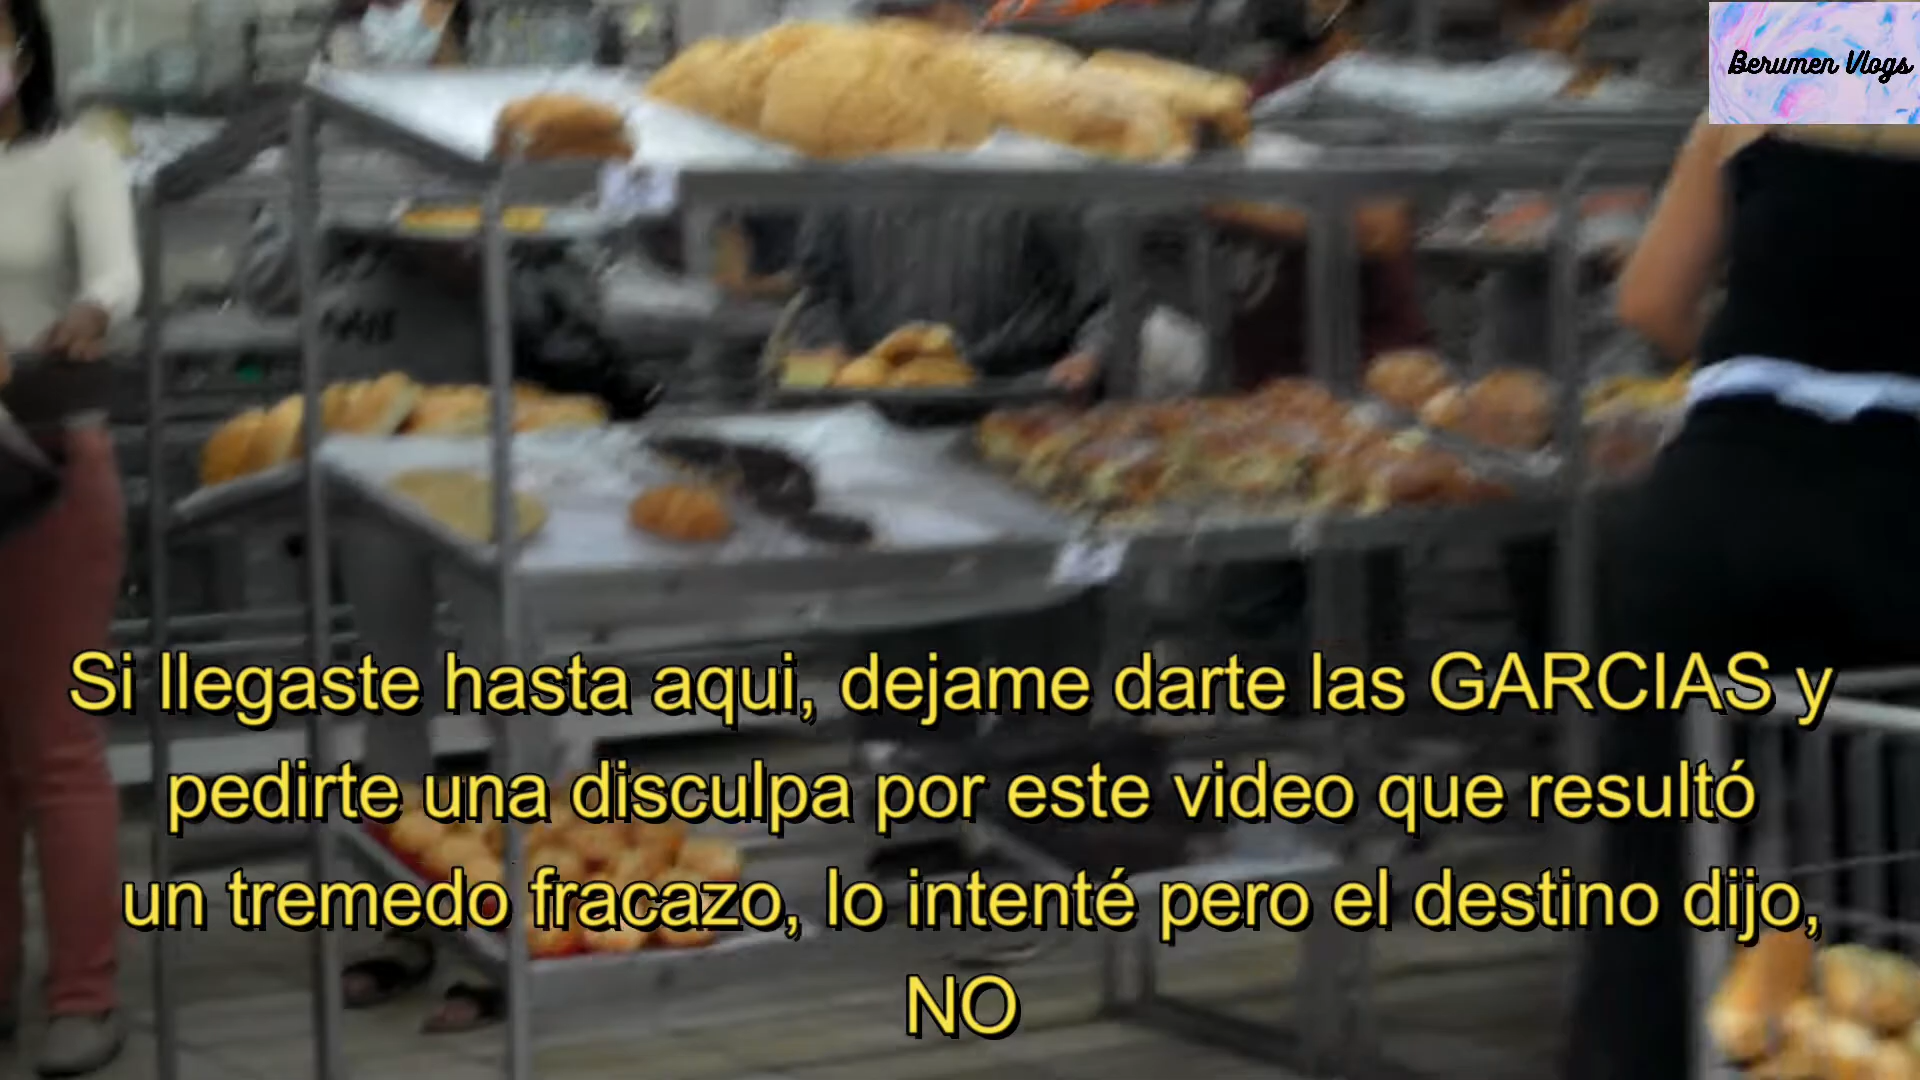 Berumen Vlogs
Si llegaste hasta aqui, dejame darte las GARCIAS y
pedirte una disculpa por este video que resultó
un tremedo fracazo, lo intenté pero el destino dijo,
NO